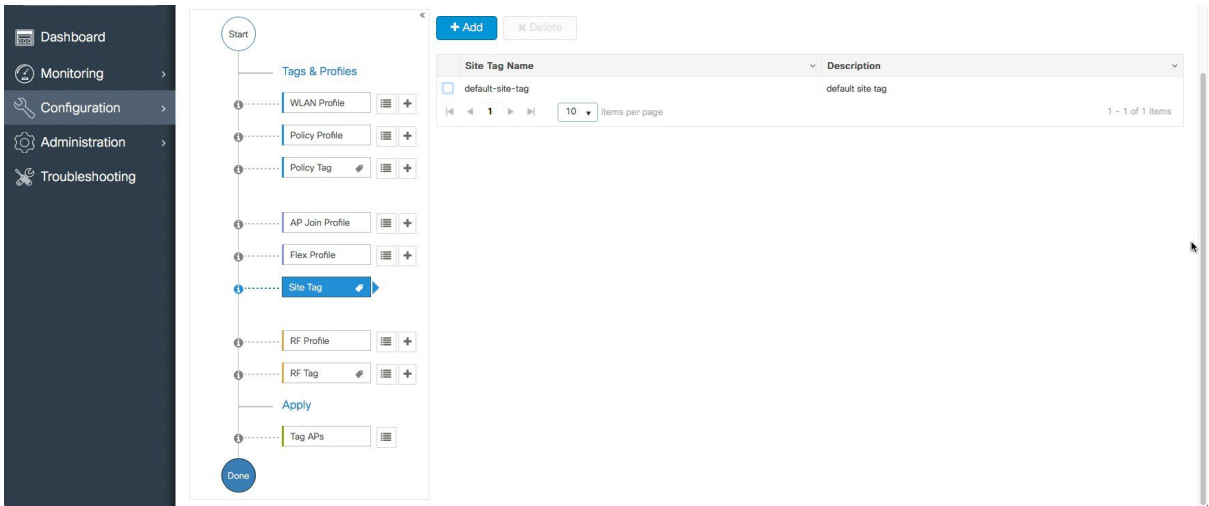 Dashboard
Monitoring
Configuration
Administration
Troubleshooting
Start
Tags & Profiles
WLAN Profile
Policy Profile
Policy Tag
AP Join Profile
Flex Profile
Site Tag
RF Profile
RF Tag
Apply
Tag APs
Done
Add
Delete
Site Tag Name Description
default-site-tag default site tag
1 10 items per page 1 - 1 of 1 items